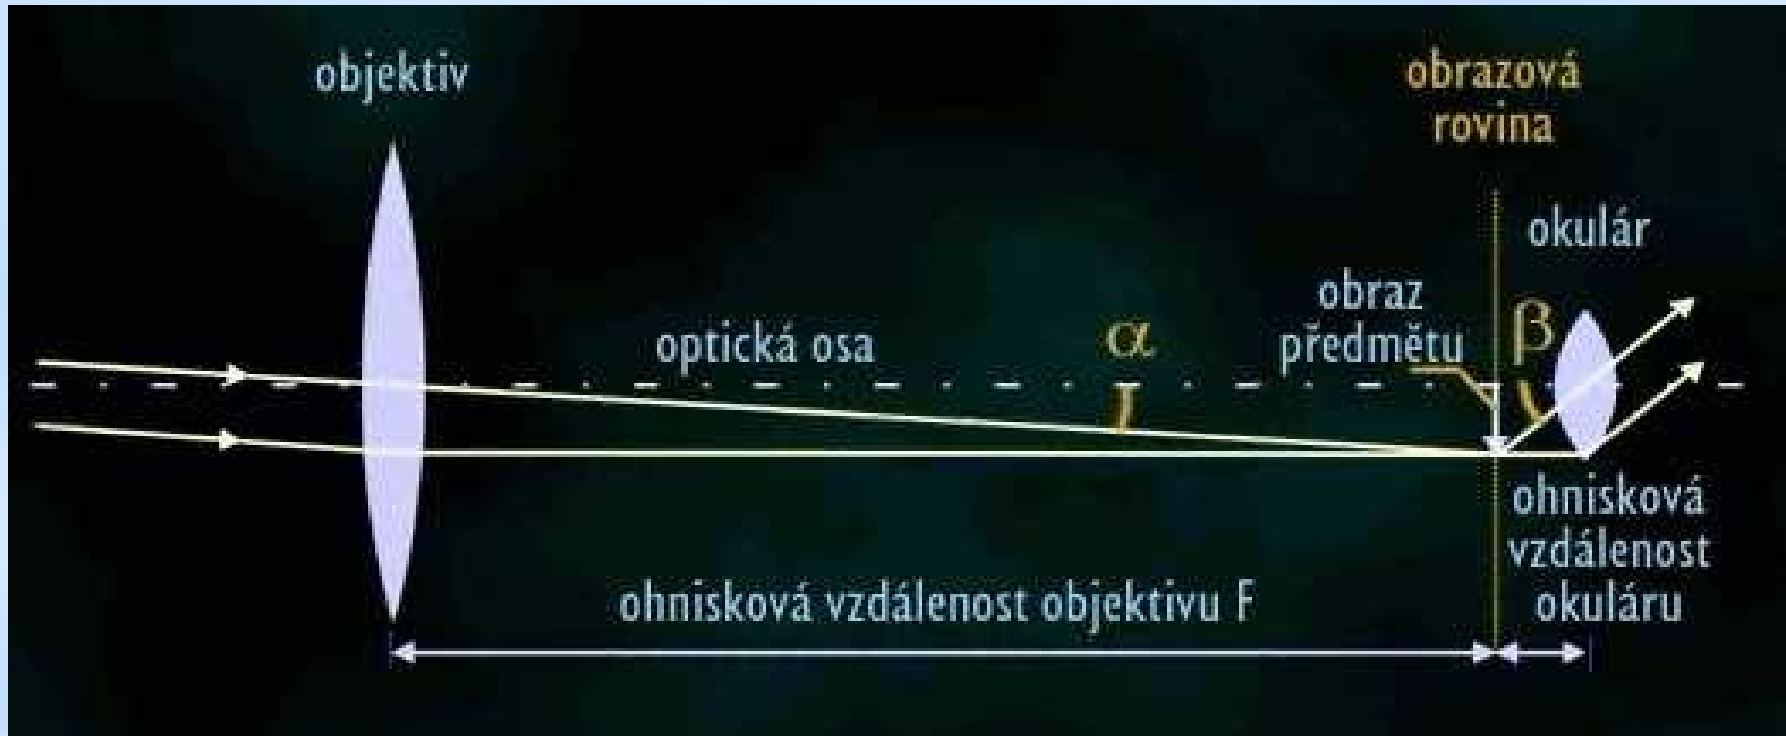 objektiv
obrazová
rovina
okulár
obraz
předmětu
optická osa
α
β
ohnisková
vzdálenost
okuláru
ohnisková vzdálenost objektivu F